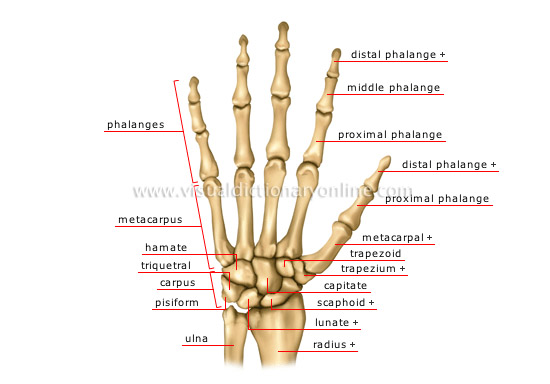 distal phalange +
middle phalange
phalanges
proximal phalange
distal phalange +
www.visualdictionaryonline.com
proximal phalange
metacarpus
metacarpal +
hamate
trapezoid
triquetral
trapezium +
carpus
capitate
pisiform
scaphoid +
lunate +
ulna
radius +